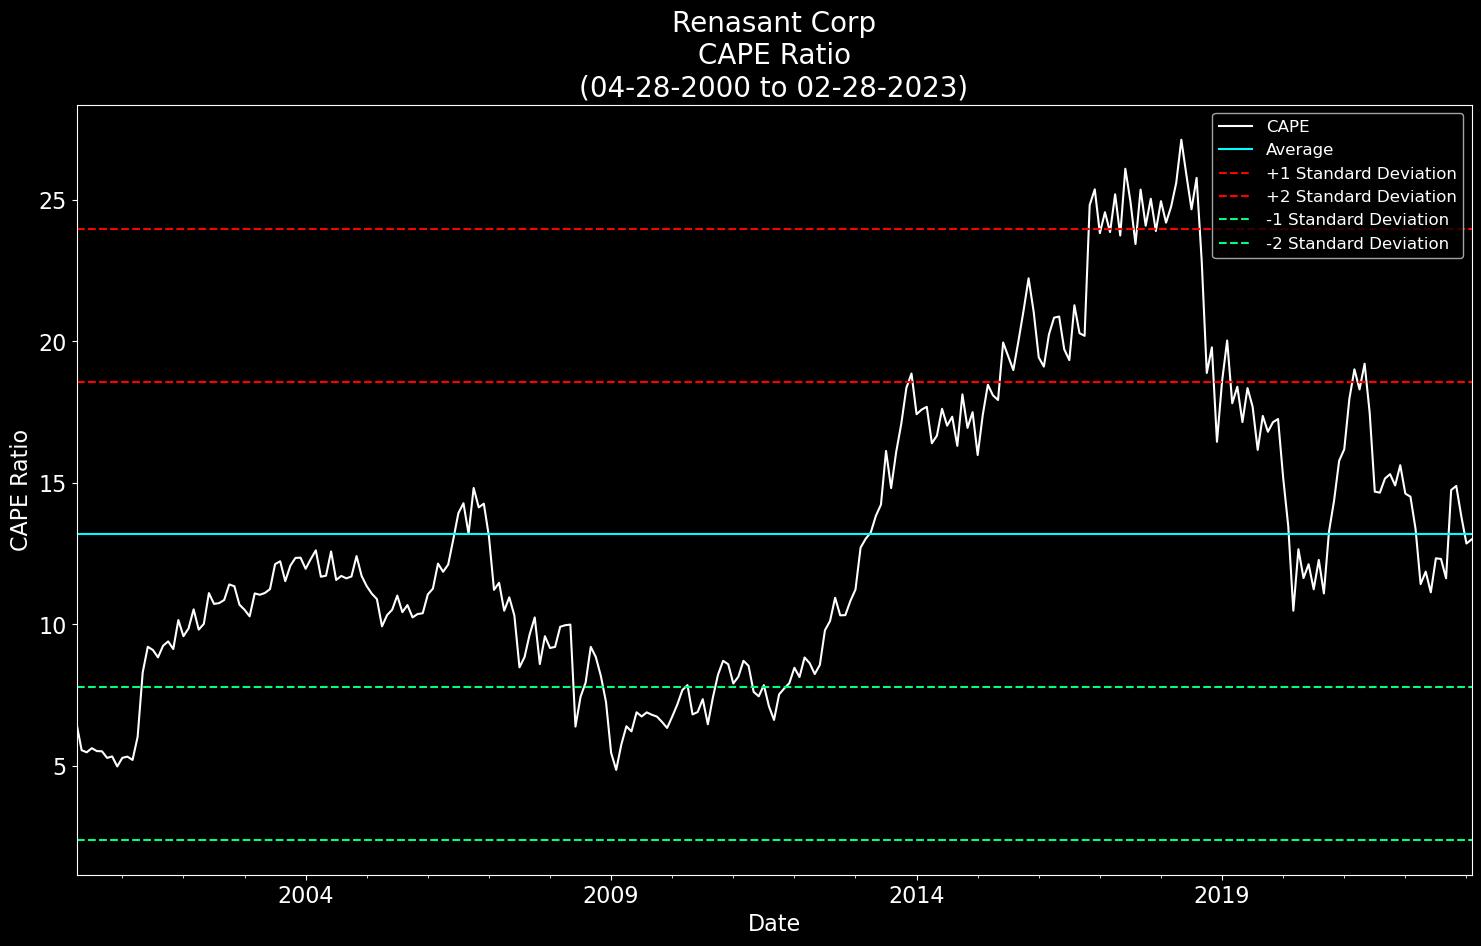 Renasant Corp
CAPE Ratio
(04-28-2000 to 02-28-2023)
CAPE
Average
+1 Standard Deviation
+2 Standard Deviation
-1 Standard Deviation
-2 Standard Deviation
25
20
15
10
5
CAPE Ratio
2004
2009
2014
2019
Date